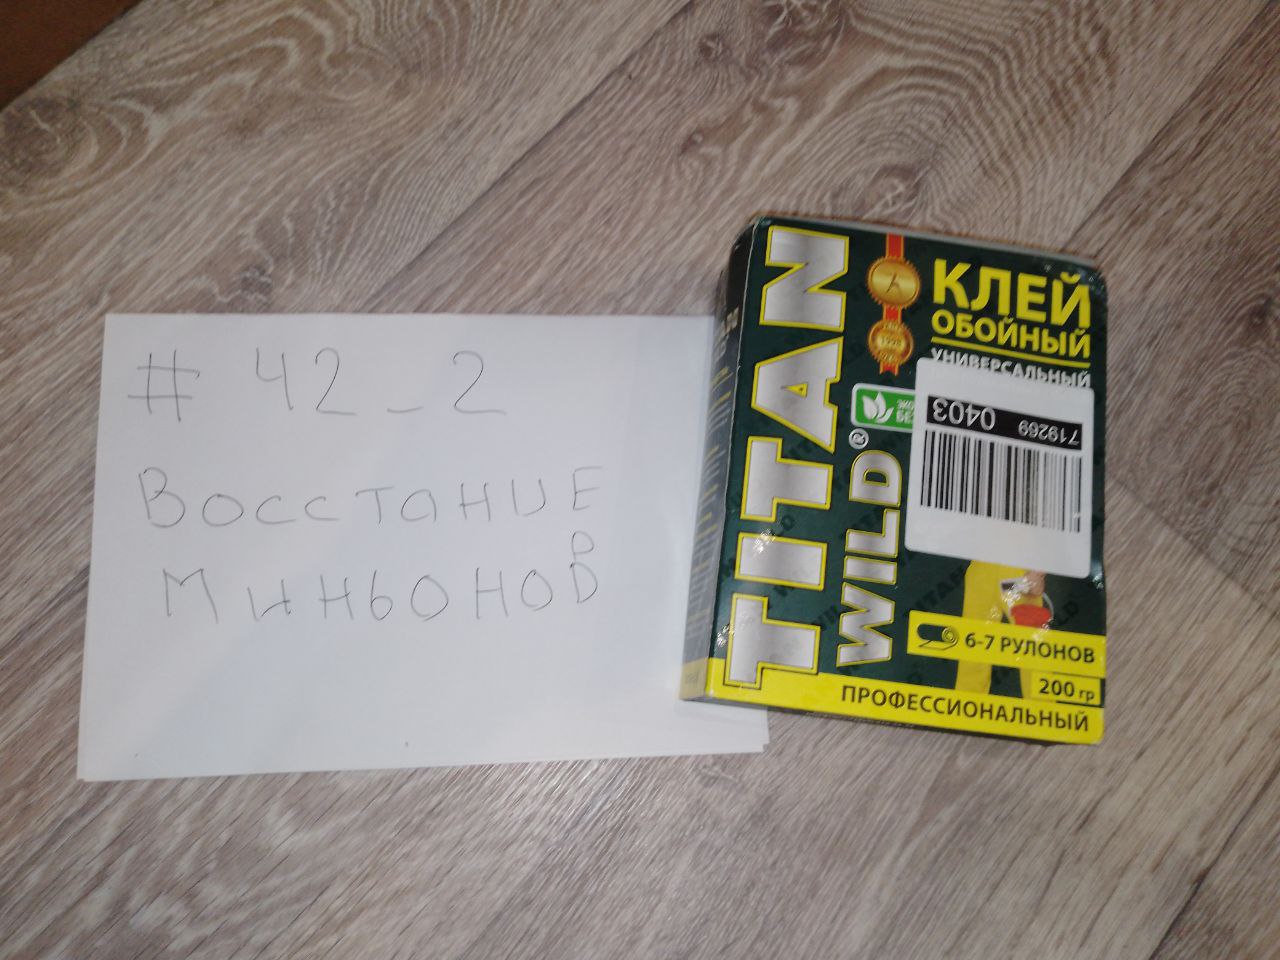 # 42_2
Восстание
Миньонов
TITAN
WILD®
КЛЕЙ
ОБОЙНЫЙ
УНИВЕРСАЛЬНЫЙ
719269 0403
6-7 РУЛОНОВ
200 гр
ПРОФЕССИОНАЛЬНЫЙ